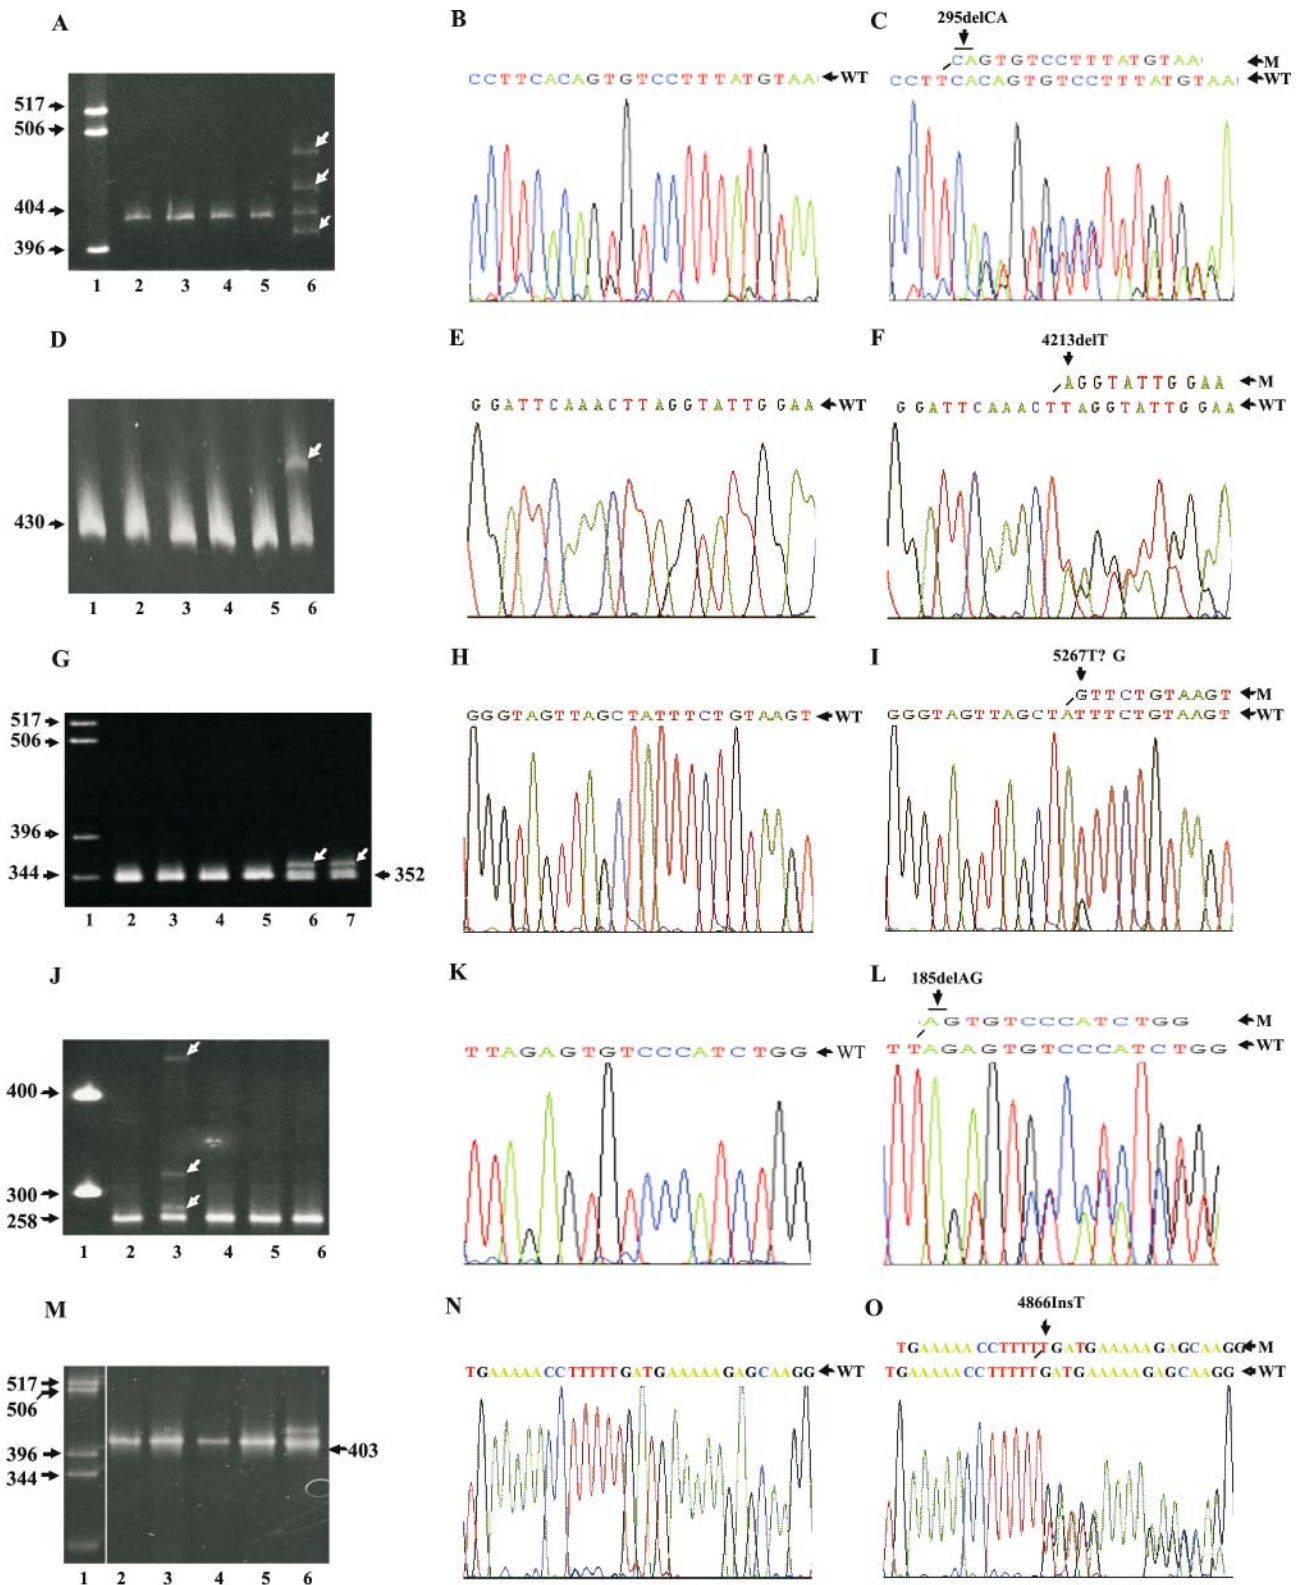 A
517
506
404
396
1 2 3 4 5 6
B
CCTTCACAGTGTCCTTTATGTAA WT
C
295delCA
CAGTGTCCTTTATGTAA M
CCTTCACAGTGTCCTTTATGTAA WT
D
430
1 2 3 4 5 6
E
GGATTCAAACTTAGGTATTGGAA WT
F
4213delT
AGGTATTGGAA M
GGATTCAAACTTAGGTATTGGAA WT
G
517
506
396
344
352
1 2 3 4 5 6 7
H
GGGTAGTTAGCTATTTCTGTAAGT WT
I
5267T? G
GTTCTGTAAGT M
GGGTAGTTAGCTATTTCTGTAAGT WT
J
400
300
258
1 2 3 4 5 6
K
TTAGAGTGTCCCATCTGG WT
L
185delAG
AGTGTCCCATCTGG M
TTAGAGTGTCCCATCTGG WT
M
517
506
396
344
403
1 2 3 4 5 6
N
TGAAAAACCTTTTTGATGAAAAAGAGCAAGG WT
O
4866InsT
TGAAAAACCTTTTTTGATGAAAAAGAGCAAGG M
TGAAAAACCTTTTTGATGAAAAAGAGCAAGG WT